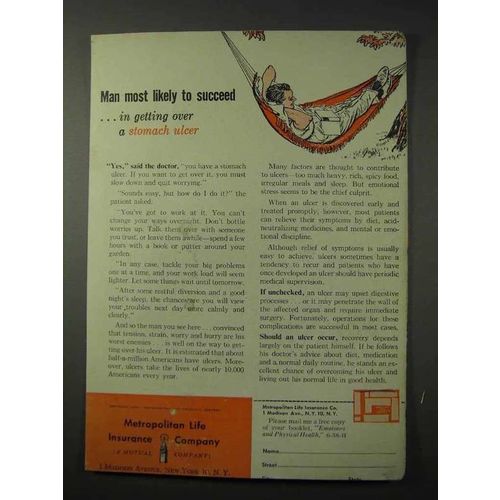 Man most likely to succeed
...in getting over
a stomach ulcer
"Yes," said the doctor, "you have a stomach
ulcer. If you want to get over it, you must
slow down and quit worrying."
"Sounds easy, but how do I do it?" the
patient asked.
"You've got to work at it. You can't
change your ways overnight. Don't bottle
worries up. Talk them over with someone
you trust, or leave them awhile—spend a few
hours with a book or putter around your
garden.
"In any case, tackle your big problems
one at a time, and your work load will seem
lighter. Let some things wait until tomorrow.
"After some restful diversion and a good
night's sleep, the chances are you will view
your troubles next day more calmly and
clearly."
And so the man you see here . . . convinced
that tension, strain, worry and hurry are his
worst enemies . . . is well on the way to get-
ting over his ulcer. It is estimated that about
half-a-million Americans have ulcers. More-
over, ulcers take the lives of nearly 10,000
Americans every year.
Many factors are thought to contribute
to ulcers—too much heavy, rich, spicy food,
irregular meals and sleep. But emotional
stress seems to be the chief culprit.
When an ulcer is discovered early and
treated promptly, however, most patients
can relieve their symptoms by diet, acid-
neutralizing medicines, and mental or emo-
tional discipline.
Although relief of symptoms is usually
easy to achieve, ulcers sometimes have a
tendency to recur and patients who have
once developed an ulcer should have periodic
medical supervision.
If unchecked, an ulcer may upset digestive
processes . . . or it may penetrate the wall of
the affected organ and require immediate
surgery. Fortunately, operations for these
complications are successful in most cases.
Should an ulcer occur, recovery depends
largely on the patient himself. If he follows
his doctor's advice about diet, medication
and a normal daily routine, he stands an ex-
cellent chance of overcoming his ulcer and
living out his normal life in good health.
Metropolitan Life
Insurance Company
(A MUTUAL COMPANY)
1 Madison Avenue, New York 10, N. Y.
Metropolitan Life Insurance Co.
1 Madison Ave., N.Y. 10, N.Y.
Please mail me a free copy
of your booklet, "Emotions
and Physical Health," 6-58-H
Name
Street
City State